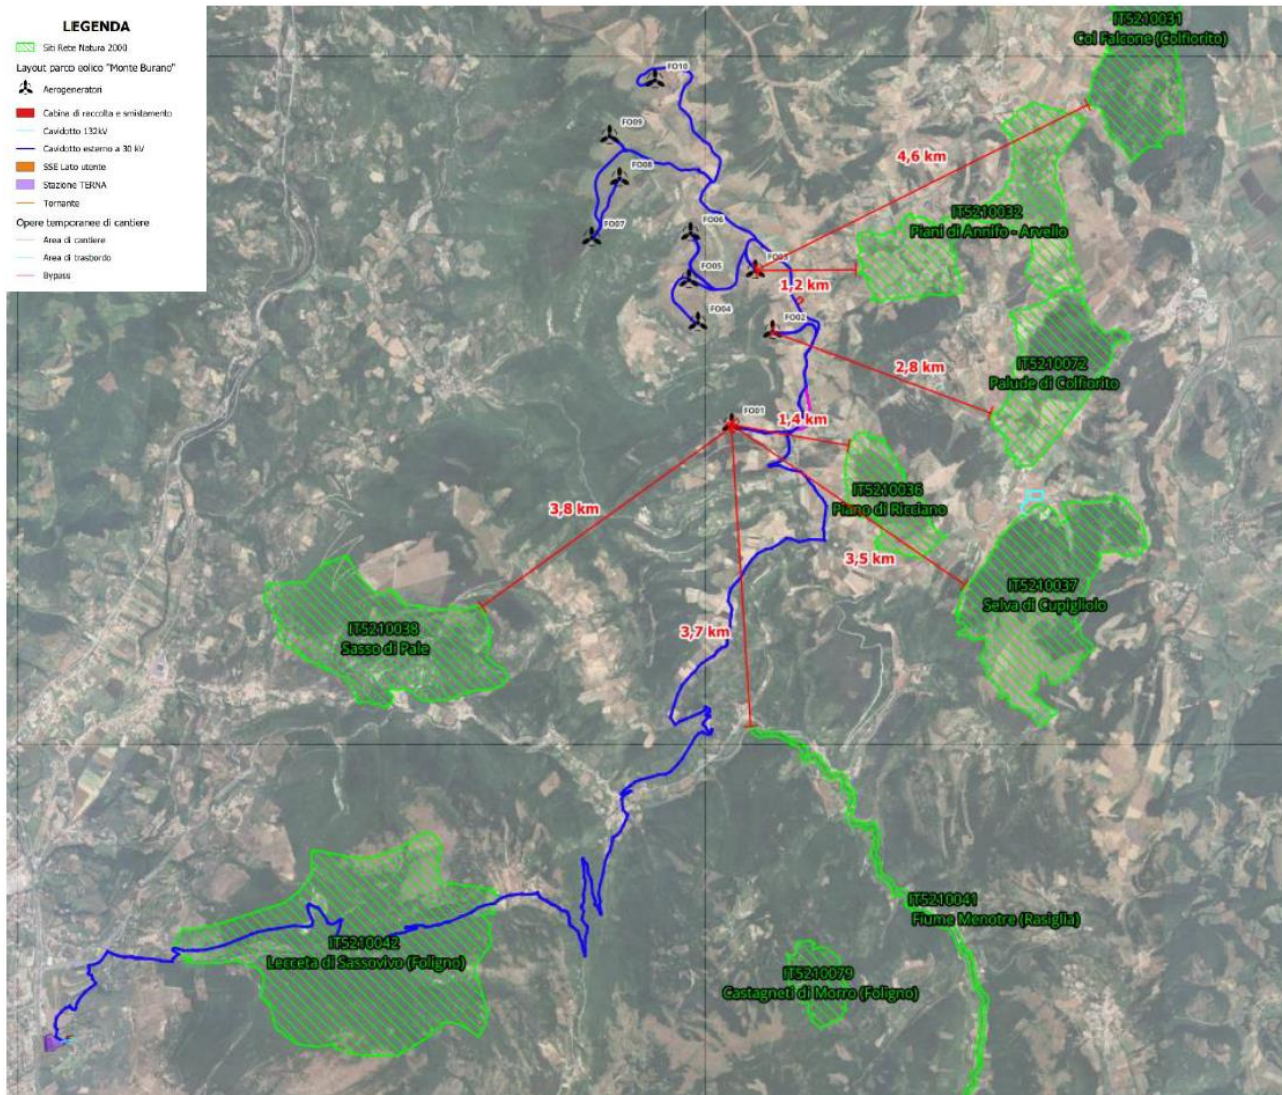 LEGENDA
Siti Rete Natura 2000
Layout parco eolico "Monte Burano"
Aerogeneratori
Cabina di raccolta e smistamento
Cavidotto 132kV
Cavidotto esterno a 30 kV
SSE Lato utente
Stazione TERNA
Tornante
Opere temporanee di cantiere
Area di cantiere
Area di trasbordo
Bypass
IT5210031
Col Falcone (Colfiorito)
FO10
FO09
4,6 km
FO08
IT5210032
Piani di Annifo - Arvello
FO06
FO07
FO03
FO05
1,2 km
FO04
FO02
2,8 km
IT5210072
Palude di Colfiorito
FO01
1,4 km
IT5210036
Piano di Ricciano
3,8 km
3,5 km
IT5210037
Selva di Cupigliolo
IT5210038
Sasso di Pale
3,7 km
IT5210041
Fiume Menotre (Rasiglia)
IT5210042
Lecceta di Sassovivo (Foligno)
IT5210079
Castagneti di Morro (Foligno)